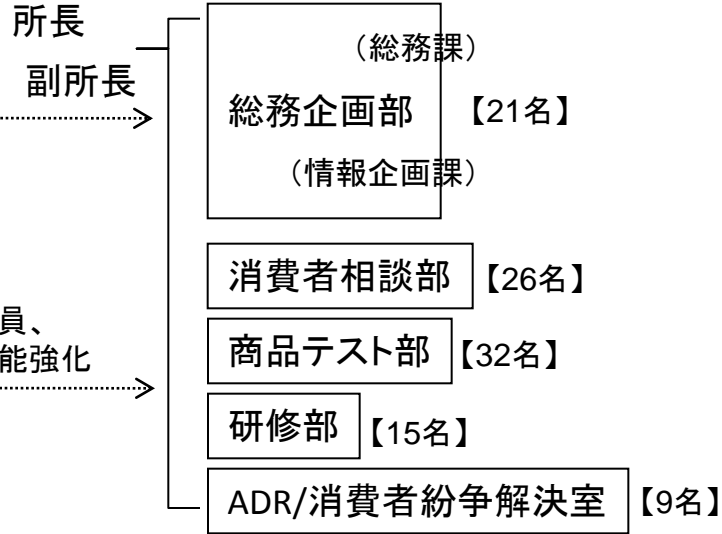 所長
副所長
(総務課)
総務企画部 【21名】
(情報企画課)
消費者相談部 【26名】
員、
能強化
商品テスト部 【32名】
研修部 【15名】
ADR/消費者紛争解決室 【9名】